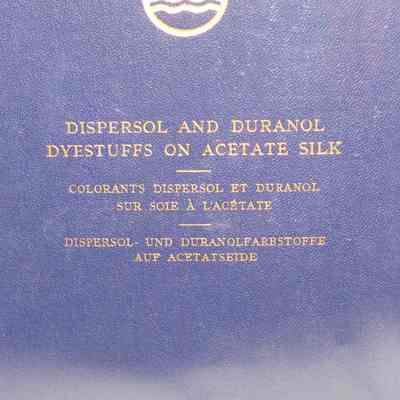 DISPERSOL AND DURANOL
DYESTUFFS ON ACETATE SILK
COLORANTS DISPERSOL ET DURANOL
SUR SOIE À L'ACÉTATE
DISPERSOL- UND DURANOLFARBSTOFFE
AUF ACETATSEIDE